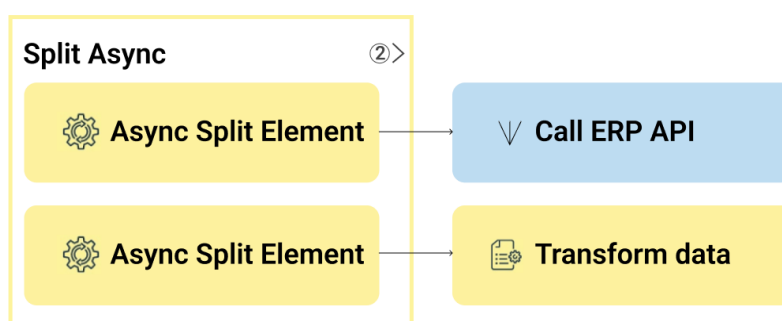 Split Async ②>
Async Split Element
Call ERP API
Async Split Element
Transform data